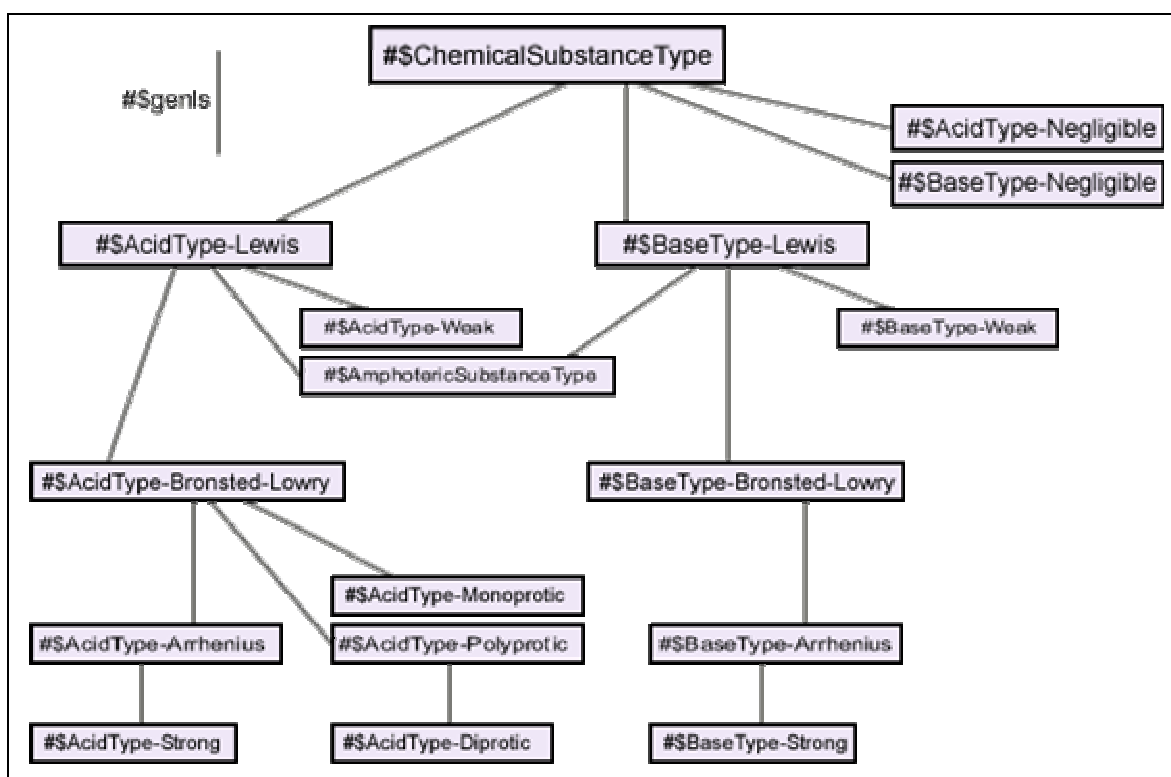 #$ChemicalSubstanceType
#$genls
#$AcidType-Negligible
#$BaseType-Negligible
#$AcidType-Lewis
#$BaseType-Lewis
#$AcidType-Weak
#$BaseType-Weak
#$AmphotericSubstanceType
#$AcidType-Bronsted-Lowry
#$BaseType-Bronsted-Lowry
#$AcidType-Monoprotic
#$AcidType-Arrhenius
#$AcidType-Polyprotic
#$BaseType-Arrhenius
#$AcidType-Strong
#$AcidType-Diprotic
#$BaseType-Strong